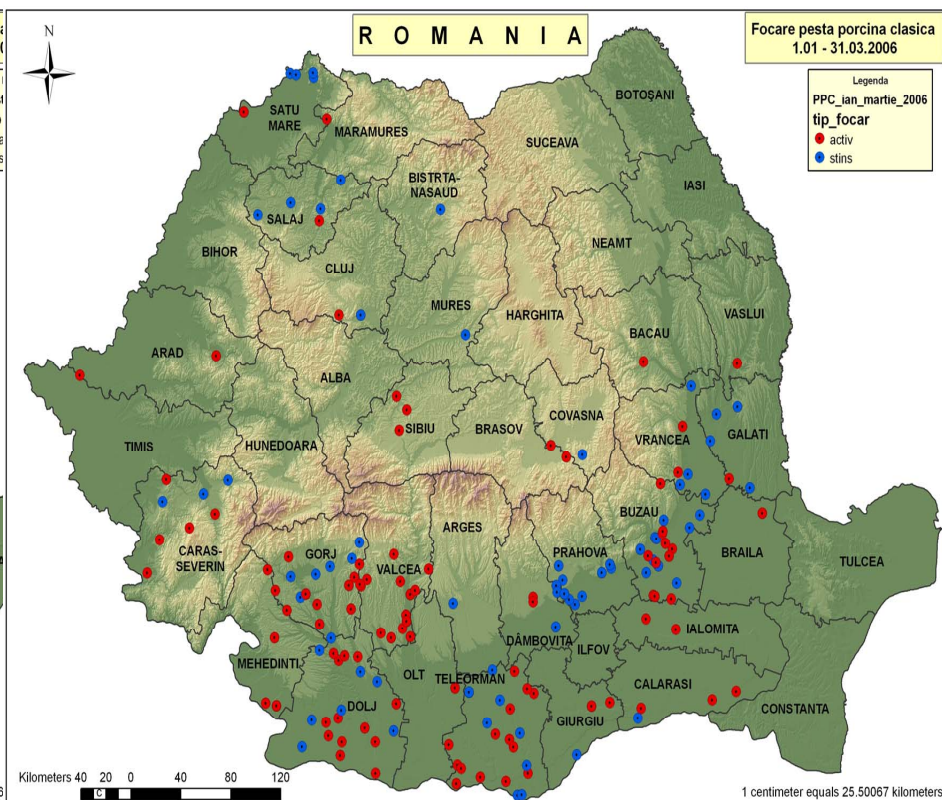 N
R O M A N I A
Focare pesta porcina clasica
1.01 - 31.03.2006
Legenda
PPC_ian_martie_2006
tip_focar
activ
stins
BOTOŞANI
SATU
MARE
MARAMURES
SUCEAVA
BISTRTA-
NASAUD
IASI
SALAJ
NEAMT
BIHOR
CLUJ
MURES
HARGHITA
VASLUI
BACAU
ARAD
ALBA
COVASNA
SIBIU
BRASOV
VRANCEA
GALATI
TIMIS
HUNEDOARA
BUZAU
ARGES
PRAHOVA
BRAILA
TULCEA
CARAS-
SEVERIN
GORJ
VALCEA
IALOMITA
DÂMBOVITA
ILFOV
MEHEDINTI
OLT
TELEORMAN
CALARASI
DOLJ
GIURGIU
CONSTANTA
Kilometers 40 20 0 40 80 120
C
1 centimeter equals 25.50067 kilometers